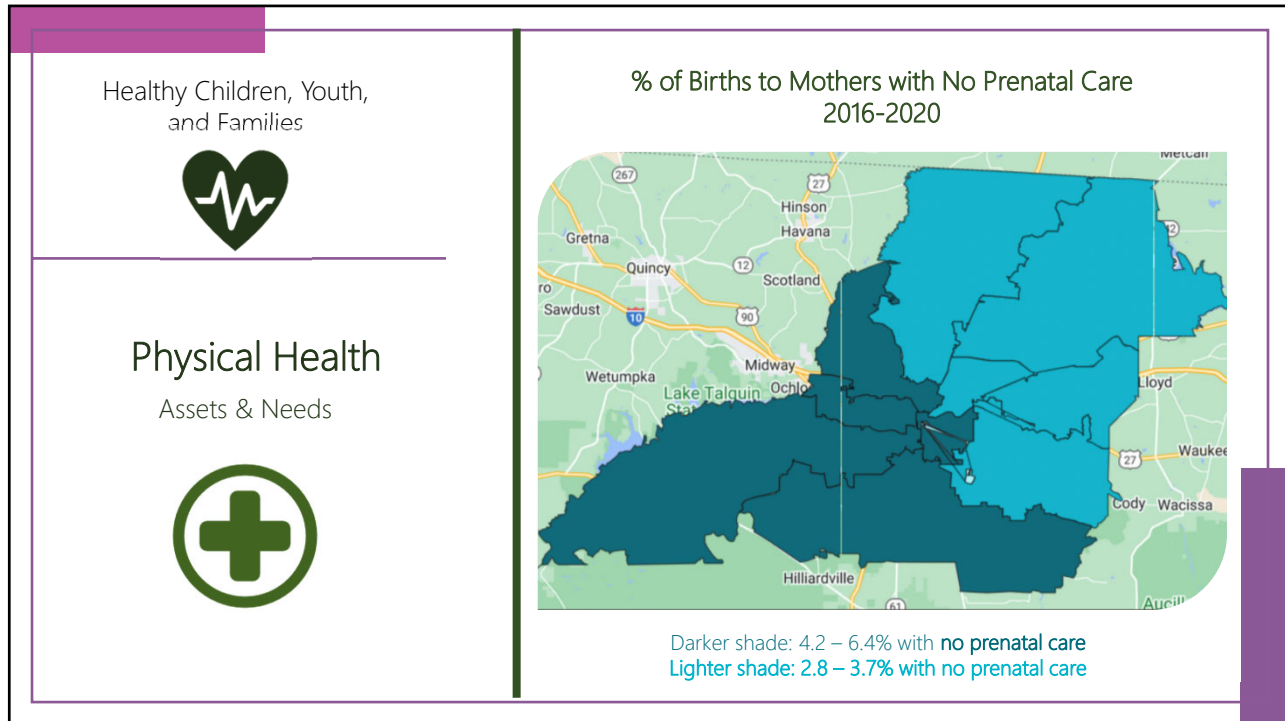 Healthy Children, Youth,
and Families
Physical Health
Assets & Needs
% of Births to Mothers with No Prenatal Care
2016-2020
Metcalf
267
27
Hinson
Havana
Gretna
Quincy
12
Scotland
Sawdust
10
90
Midway
Wetumpka
Lake Talquin
Lloyd
27
Cody
Wacissa
Hilliardville
61
Darker shade: 4.2 – 6.4% with no prenatal care
Lighter shade: 2.8 – 3.7% with no prenatal care